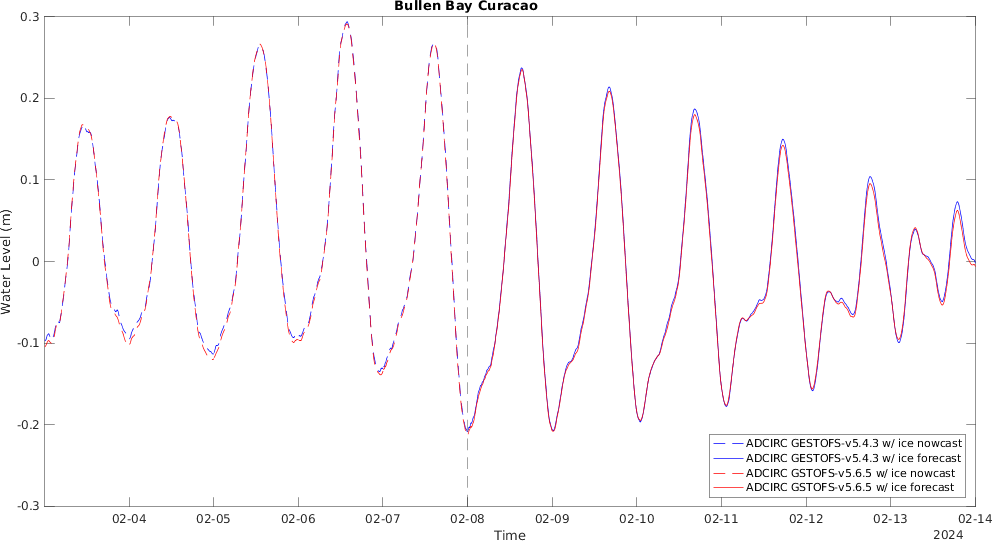 Bullen Bay Curacao
0.3
0.2
0.1
0
-0.1
-0.2
-0.3
Water Level (m)
ADCIRC GESTOFS-v5.4.3 w/ ice nowcast
ADCIRC GESTOFS-v5.4.3 w/ ice forecast
ADCIRC GSTOFS-v5.6.5 w/ ice nowcast
ADCIRC GSTOFS-v5.6.5 w/ ice forecast
02-04 02-05 02-06 02-07 02-08 02-09 02-10 02-11 02-12 02-13 02-14
Time
2024